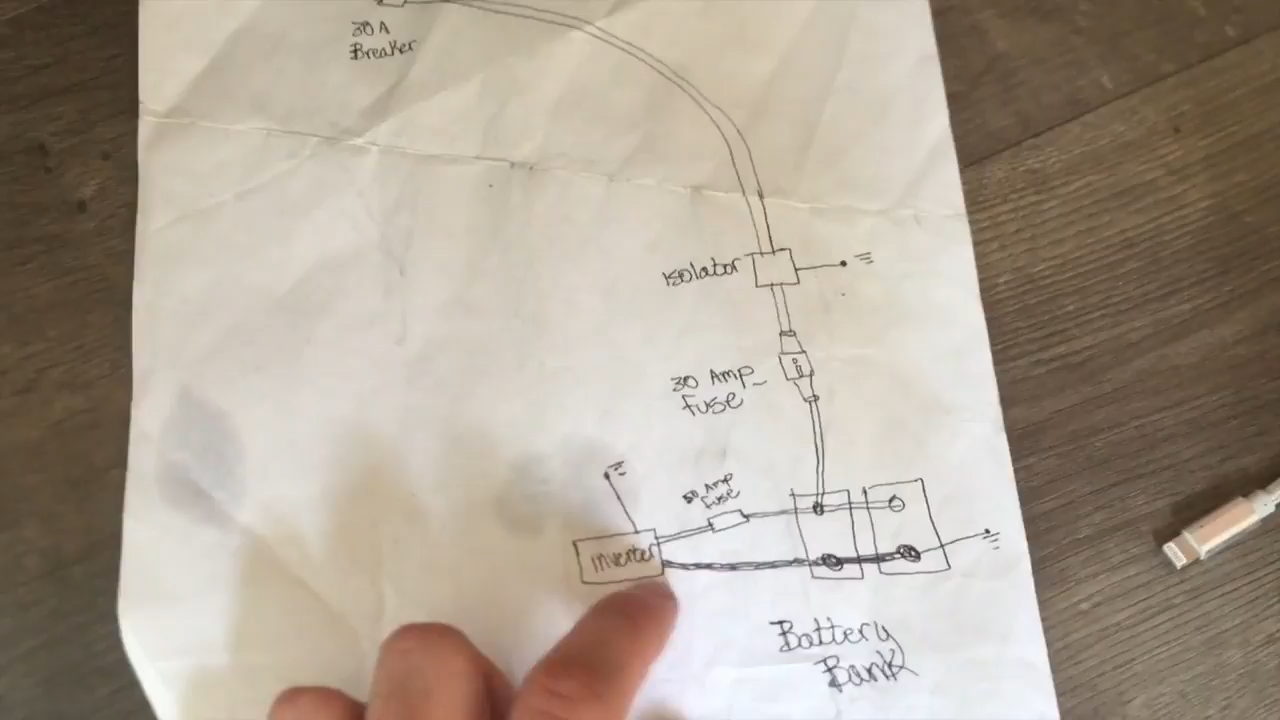 30 A
Breaker
isolator
30 Amp
Fuse
50 Amp
fuse
inverter
Battery
Bank